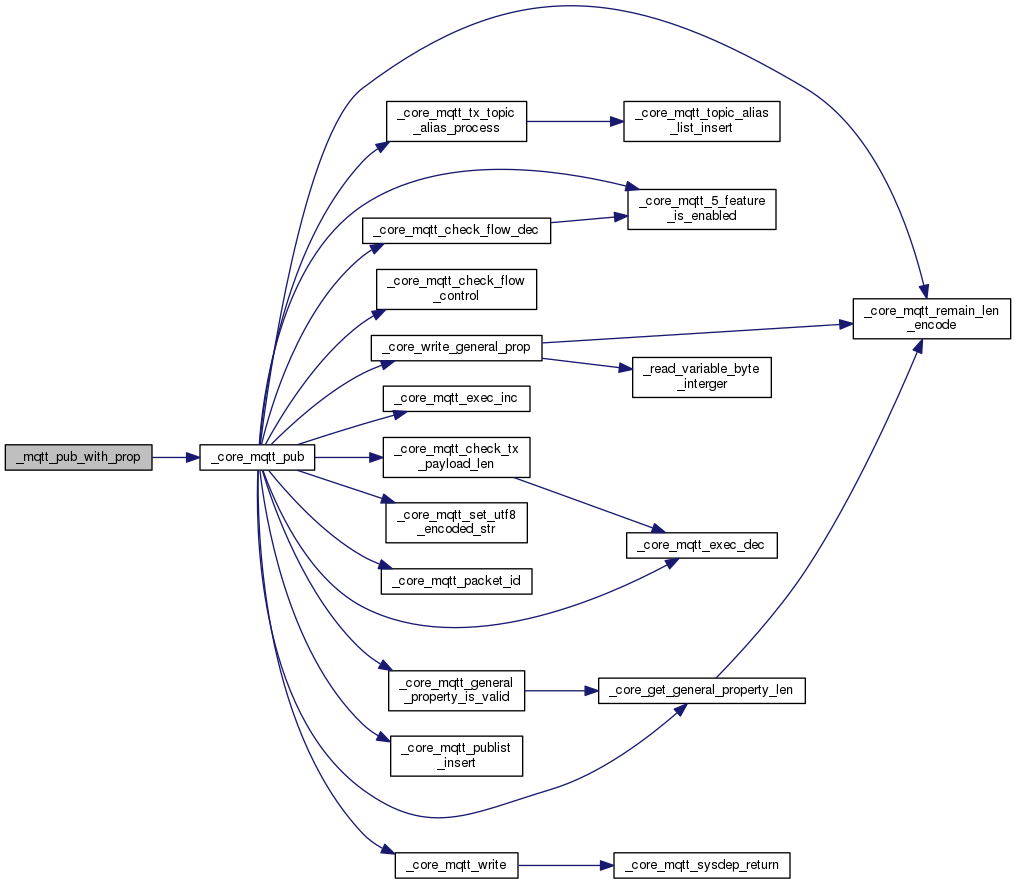 _mqtt_pub_with_prop
_core_mqtt_pub
_core_mqtt_tx_topic
_alias_process
_core_mqtt_topic_alias
_list_insert
_core_mqtt_5_feature
_is_enabled
_core_mqtt_check_flow_dec
_core_mqtt_check_flow
_control
_core_mqtt_remain_len
_encode
_core_write_general_prop
_read_variable_byte
_interger
_core_mqtt_exec_inc
_core_mqtt_check_tx
_payload_len
_core_mqtt_set_utf8
_encoded_str
_core_mqtt_exec_dec
_core_mqtt_packet_id
_core_mqtt_general
_property_is_valid
_core_get_general_property_len
_core_mqtt_publist
_insert
_core_mqtt_write
_core_mqtt_sysdep_return